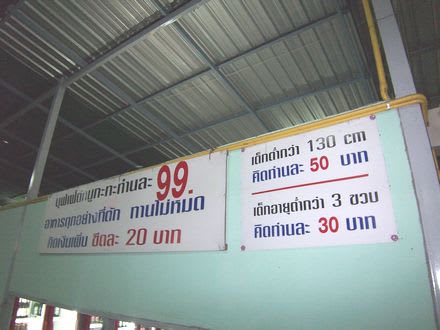 บุฟเฟ่ต์หมูกะทะท่านละ 99.
อาหารทุกอย่างที่ตัก ทานไม่หมด
คิดเงินเพิ่ม ขีดละ 20 บาท
เด็กต่ำกว่า 130 cm
คิดท่านละ 50 บาท
เด็กอายุต่ำกว่า 3 ขวบ
คิดท่านละ 30 บาท